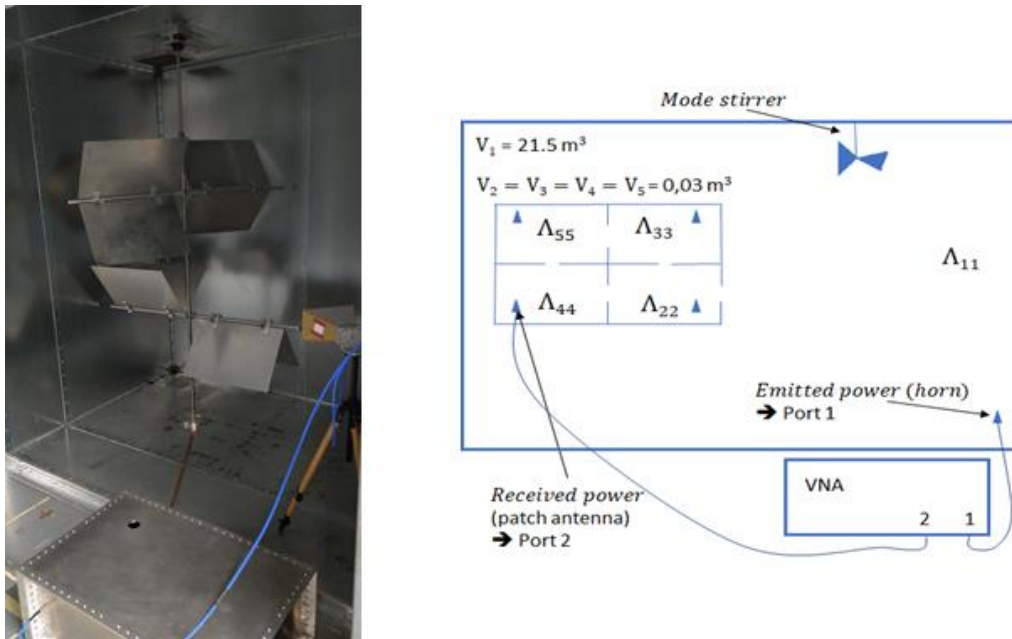 Mode stirrer
V₁ = 21.5 m³
V₂ = V₃ = V₄ = V₅ = 0,03 m³
Λ₅₅ Λ₃₃
Λ₁₁
Λ₄₄ Λ₂₂
Emitted power (horn)
➔ Port 1
Received power
(patch antenna)
➔ Port 2
VNA
2 1